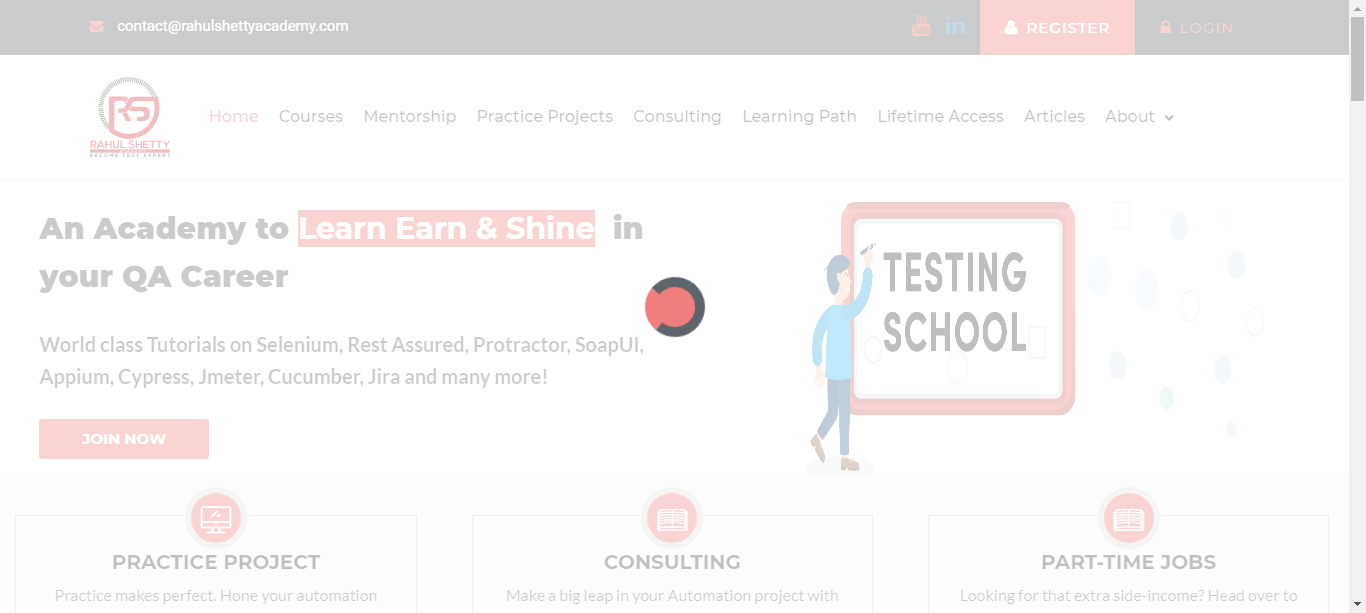 contact@rahulshettyacademy.com
You
Tube
in
REGISTER
LOGIN
RS
RAHUL SHETTY
ACADEMY
BECOME TEST EXPERT
Home Courses Mentorship Practice Projects Consulting Learning Path Lifetime Access Articles About
An Academy to Learn Earn & Shine in
your QA Career
World class Tutorials on Selenium, Rest Assured, Protractor, SoapUI,
Appium, Cypress, Jmeter, Cucumber, Jira and many more!
JOIN NOW
TESTING
SCHOOL
PRACTICE PROJECT
Practice makes perfect. Hone your automation
CONSULTING
Make a big leap in your Automation project with
PART-TIME JOBS
Looking for that extra side-income? Head over to